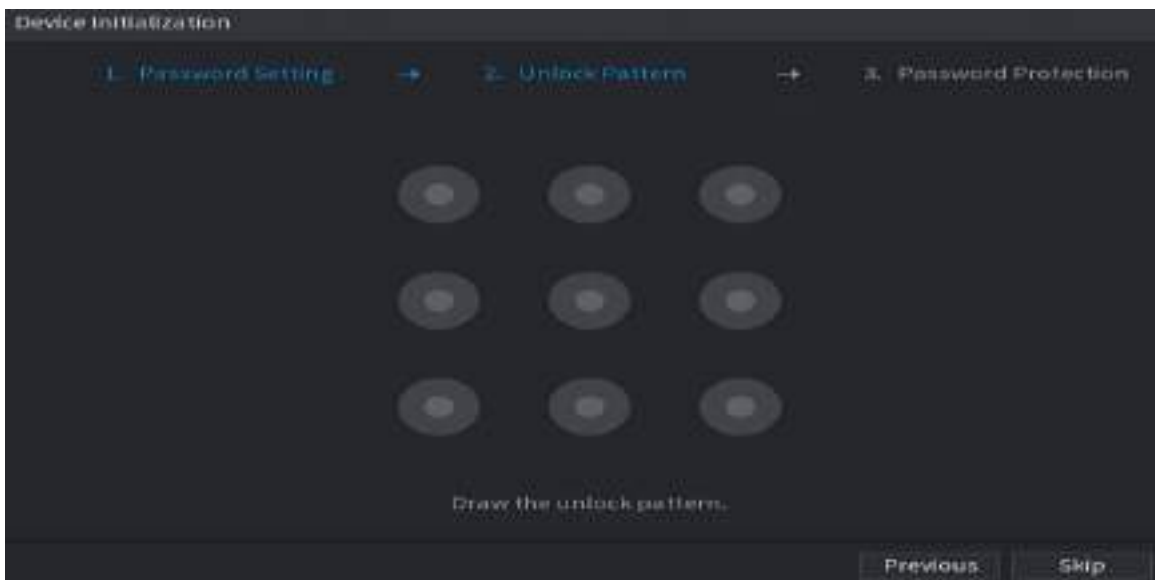 Device Initialization
1. Password Setting → 2. Unlock Pattern → 3. Password Protection
Draw the unlock pattern.
Previous Skip